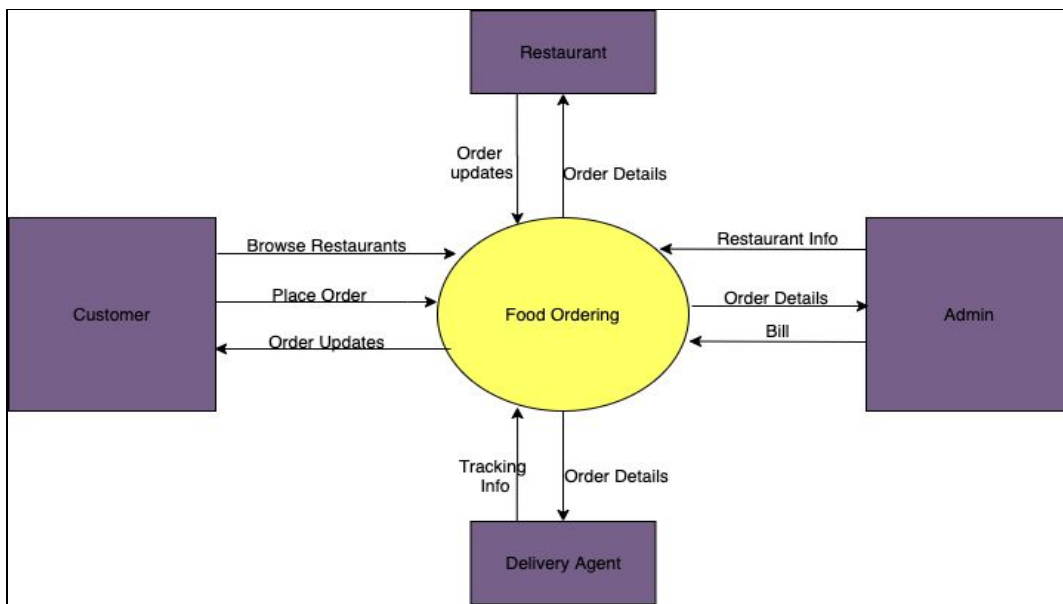 Restaurant
Order
updates
Order Details
Browse Restaurants
Restaurant Info
Place Order
Order Details
Customer
Food Ordering
Admin
Order Updates
Bill
Tracking
Info
Order Details
Delivery Agent